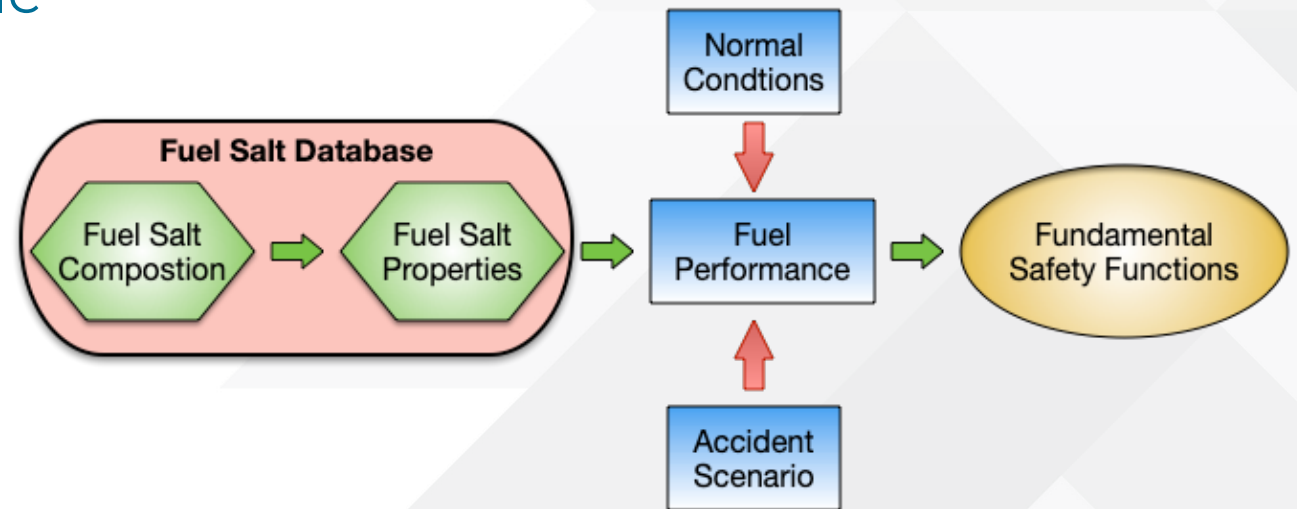 Normal
Condtions
Fuel Salt Database
Fuel Salt
Compostion
Fuel Salt
Properties
Fuel
Performance
Fundamental
Safety Functions
Accident
Scenario